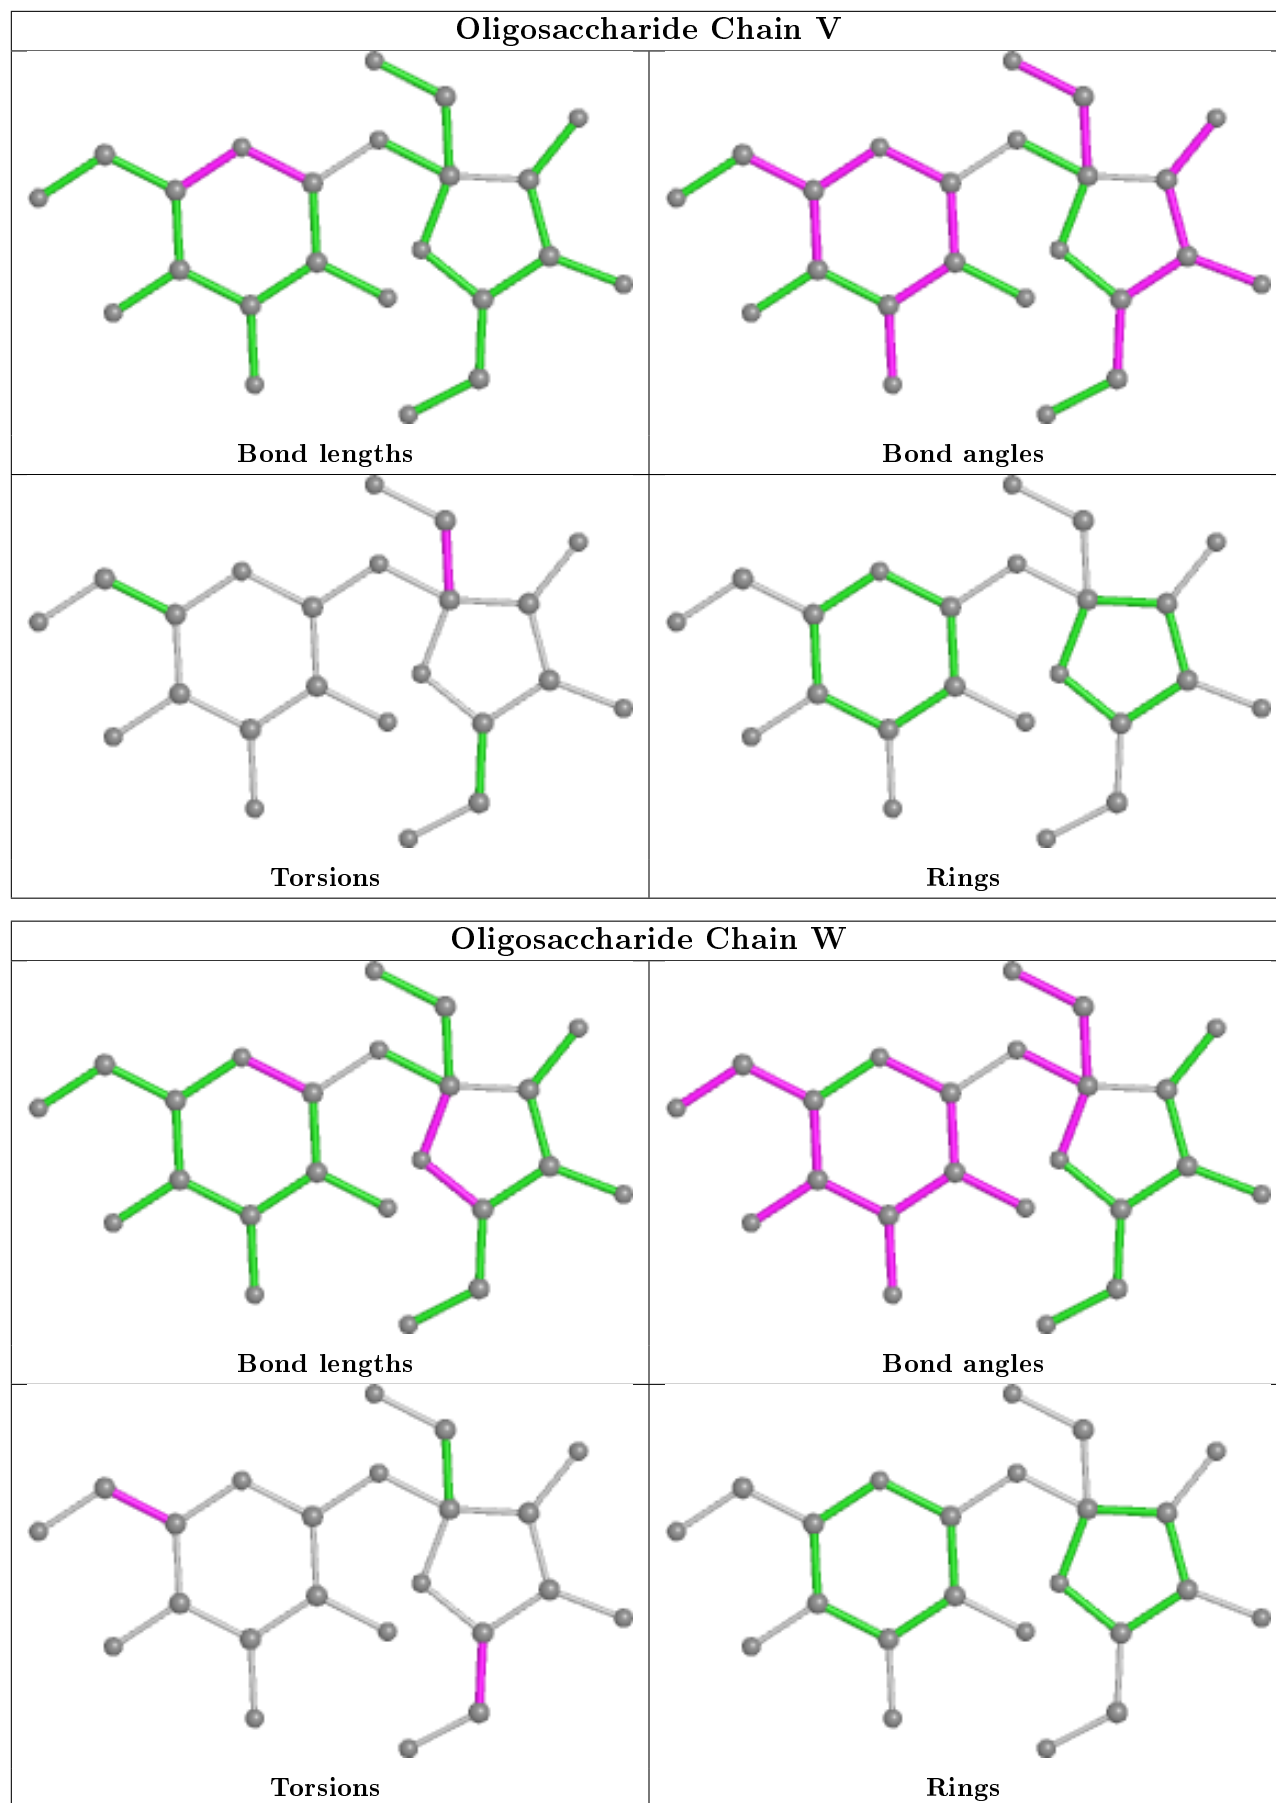 Oligosaccharide Chain V
Bond lengths
Bond angles
Torsions
Rings
Oligosaccharide Chain W
Bond lengths
Bond angles
Torsions
Rings